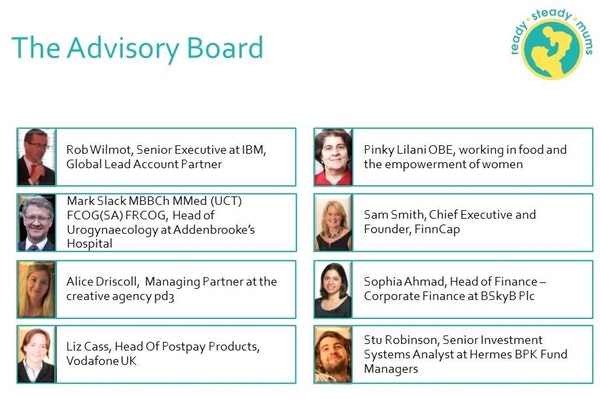 The Advisory Board
ready • steady • mums
Rob Wilmot, Senior Executive at IBM,
Global Lead Account Partner
Mark Slack MBBCh MMed (UCT)
FCOG(SA) FRCOG, Head of
Urogynaecology at Addenbrooke's
Hospital
Alice Driscoll, Managing Partner at the
creative agency pd3
Liz Cass, Head Of Postpay Products,
Vodafone UK
Pinky Lilani OBE, working in food and
the empowerment of women
Sam Smith, Chief Executive and
Founder, FinnCap
Sophia Ahmad, Head of Finance –
Corporate Finance at BSkyB Plc
Stu Robinson, Senior Investment
Systems Analyst at Hermes BPK Fund
Managers